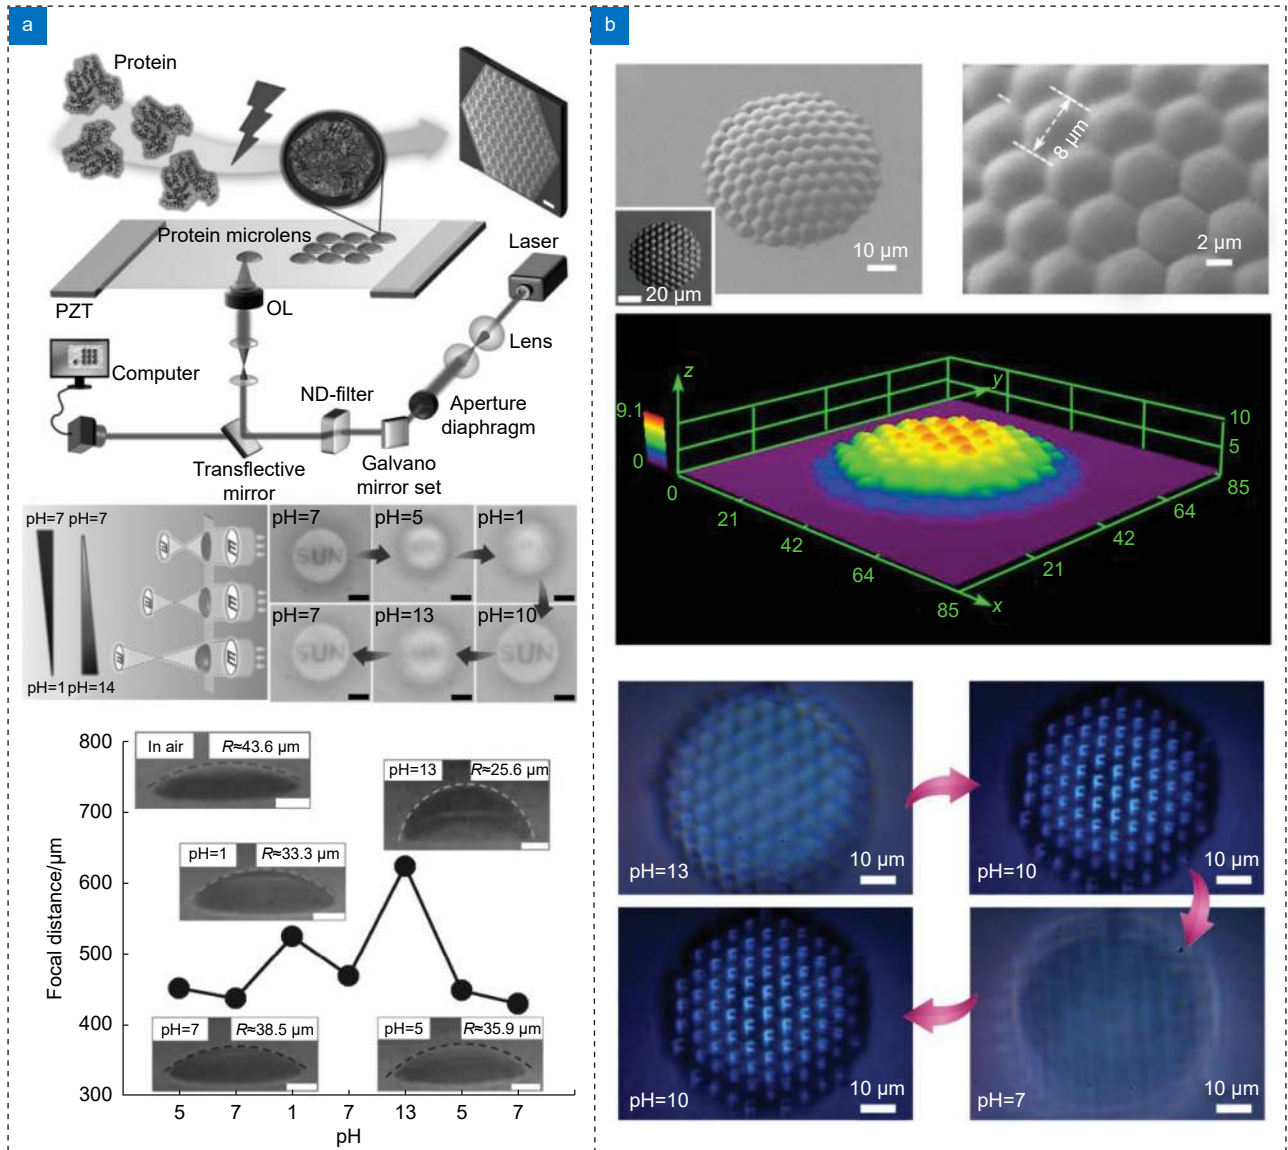 a
Protein
Protein microlens
Laser
PZT
OL
Lens
Computer
ND-filter
Aperture
diaphragm
Transflective
mirror
Galvano
mirror set
pH=7
pH=7
pH=1
pH=14
pH=7
SUN
pH=5
pH=1
pH=7
SUN
pH=13
pH=10
SUN
800
700
600
500
400
300
Focal distance/μm
In air
R≈43.6 μm
pH=13
R≈25.6 μm
pH=1
R≈33.3 μm
pH=7
R≈38.5 μm
pH=5
R≈35.9 μm
5
7
1
7
13
5
7
pH
b
10 μm
20 μm
8 μm
2 μm
z
y
x
9.1
0
10
5
85
64
42
21
0
21
42
64
85
pH=13
10 μm
pH=10
10 μm
pH=10
10 μm
pH=7
10 μm